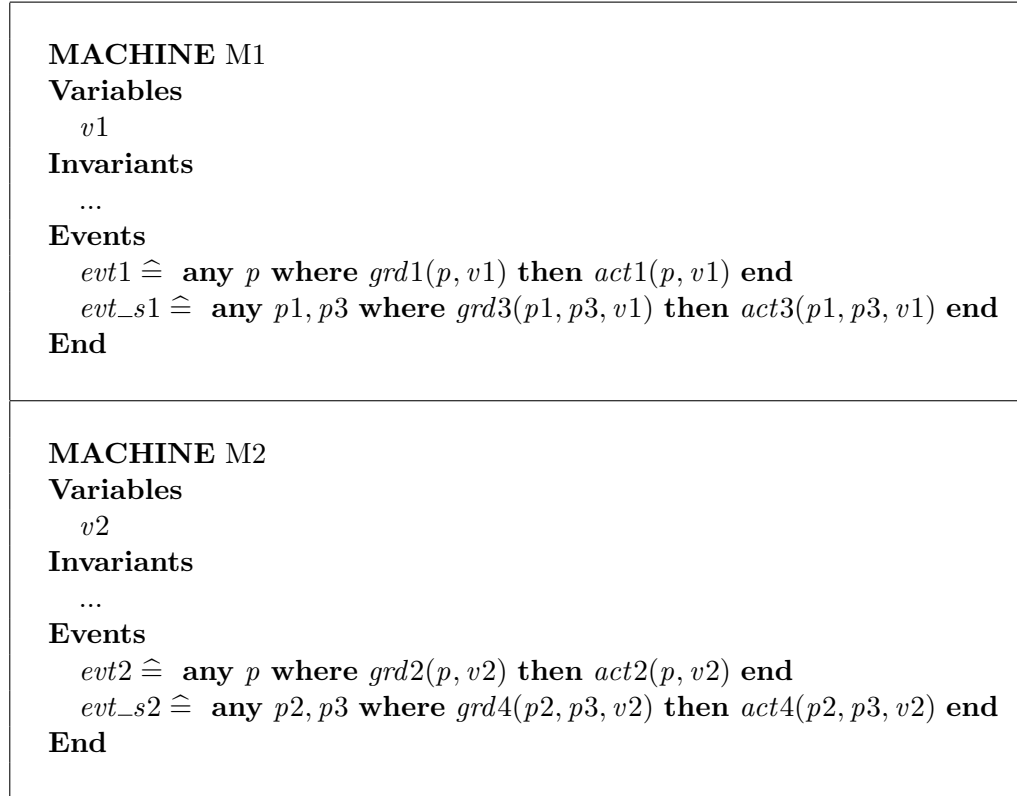 MACHINE M1
Variables
v1
Invariants
...
Events
evt1 ≙ any p where grd1(p, v1) then act1(p, v1) end
evt_s1 ≙ any p1, p3 where grd3(p1, p3, v1) then act3(p1, p3, v1) end
End
MACHINE M2
Variables
v2
Invariants
...
Events
evt2 ≙ any p where grd2(p, v2) then act2(p, v2) end
evt_s2 ≙ any p2, p3 where grd4(p2, p3, v2) then act4(p2, p3, v2) end
End